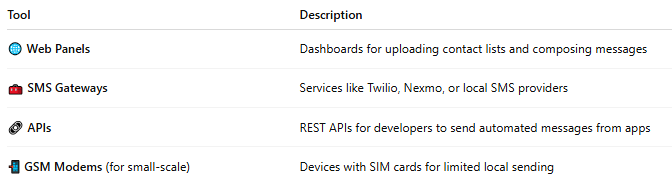 Tool Description
🌐 Web Panels Dashboards for uploading contact lists and composing messages
🧰 SMS Gateways Services like Twilio, Nexmo, or local SMS providers
🔗 APIs REST APIs for developers to send automated messages from apps
📲 GSM Modems (for small-scale) Devices with SIM cards for limited local sending